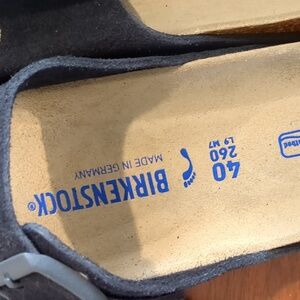 BIRKENSTOCK®
MADE IN GERMANY
40
260
L9 M7